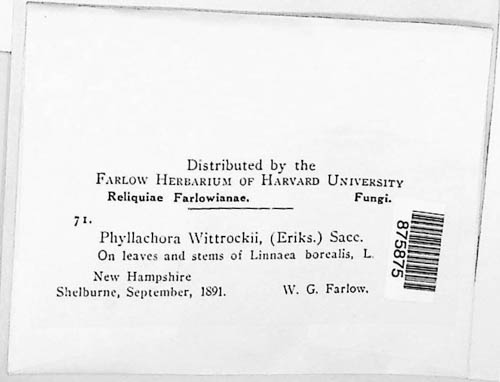 Distributed by the
Farlow Herbarium of Harvard University
Reliquiae Farlowianae. Fungi.
71.
Phyllachora Wittrockii, (Eriks.) Sacc.
On leaves and stems of Linnaea borealis, L.
New Hampshire
Shelburne, September, 1891. W. G. Farlow.
875875